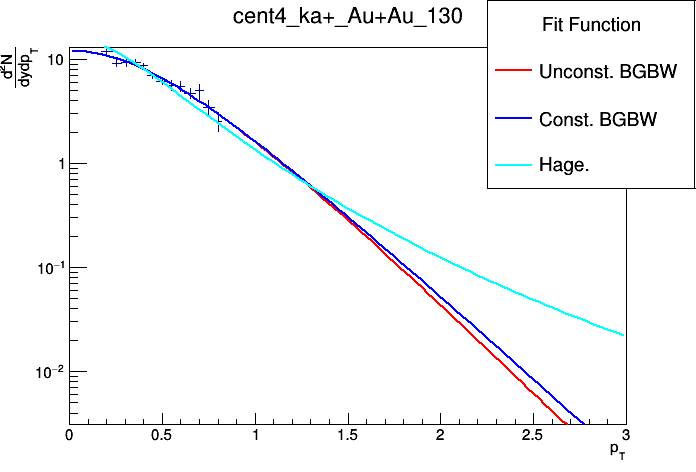 cent4_ka+_Au+Au_130
Fit Function
Unconst. BGBW
Const. BGBW
Hage.
d²N
dydp_T
10
1
10⁻¹
10⁻²
0 0.5 1 1.5 2 2.5 3
p_T